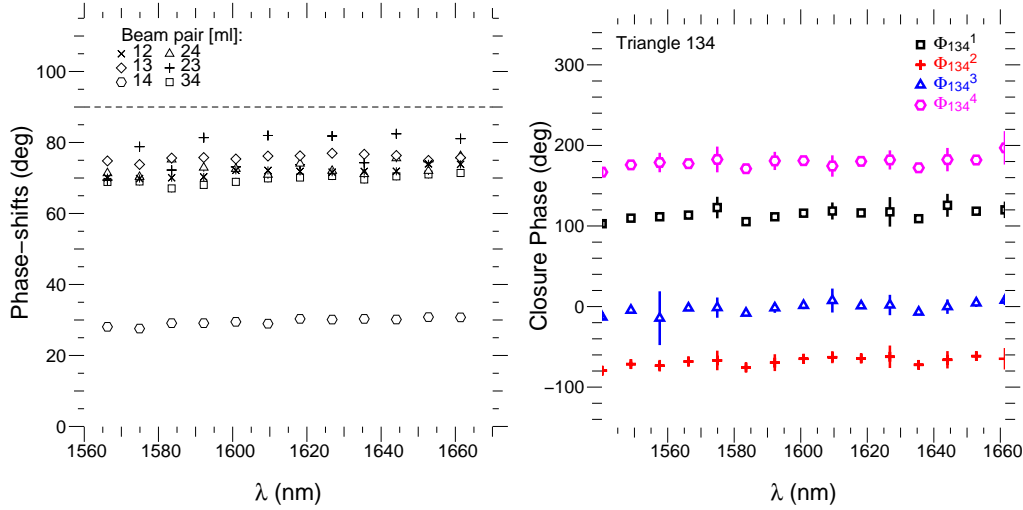 Beam pair [ml]:
12 24
13 23
14 34
100
80
60
40
20
0
Phase−shifts (deg)
1560 1580 1600 1620 1640 1660
λ (nm)
Triangle 134
Φ134¹
Φ134²
Φ134³
Φ134⁴
300
200
100
0
−100
Closure Phase (deg)
1560 1580 1600 1620 1640 1660
λ (nm)